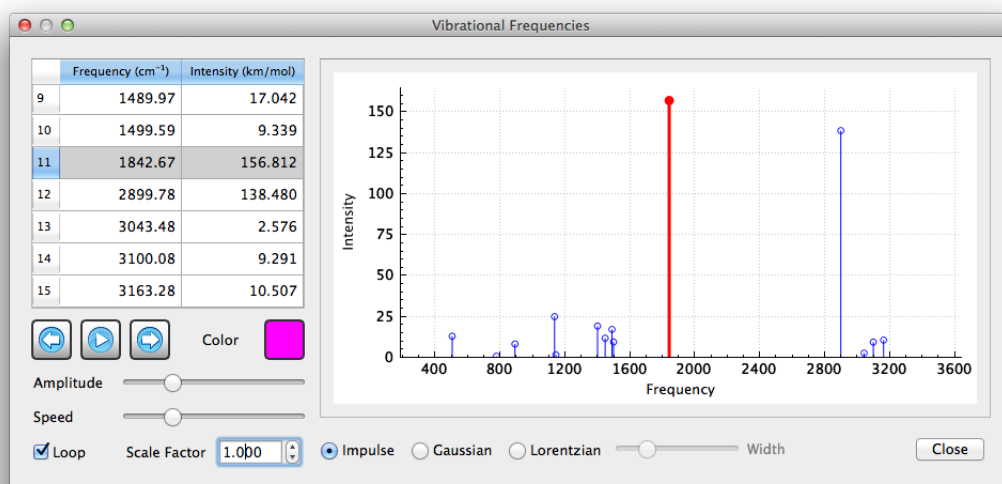 Vibrational Frequencies
Frequency (cm⁻¹) Intensity (km/mol)
9 1489.97 17.042
10 1499.59 9.339
11 1842.67 156.812
12 2899.78 138.480
13 3043.48 2.576
14 3100.08 9.291
15 3163.28 10.507
Color
Amplitude
Speed
Loop Scale Factor 1.000
Intensity
150
125
100
75
50
25
0
400 800 1200 1600 2000 2400 2800 3200 3600
Frequency
Impulse Gaussian Lorentzian Width
Close